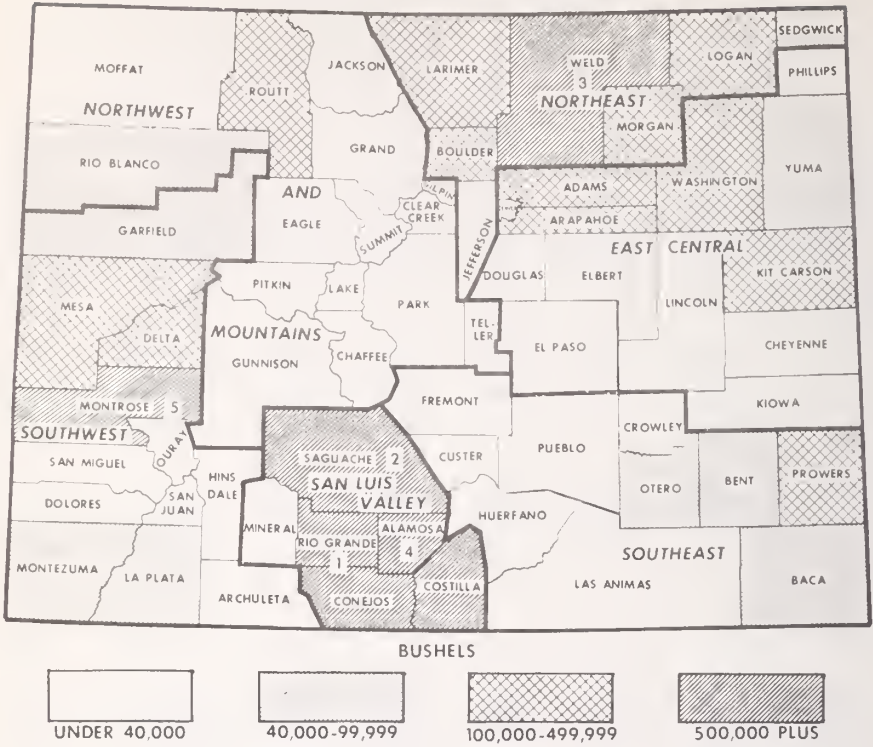 SEDGWICK
MOFFAT
JACKSON
LARIMER
WELD
3
LOGAN
PHILLIPS
ROUTT
NORTHWEST
NORTHEAST
MORGAN
RIO BLANCO
GRAND
BOULDER
YUMA
ADAMS
WASHINGTON
GILPIN
AND
EAGLE
CLEAR
CREEK
ARAPAHOE
GARFIELD
SUMMIT
JEFFERSON
EAST CENTRAL
DOUGLAS
ELBERT
KIT CARSON
PITKIN
LAKE
PARK
LINCOLN
MESA
TEL-
LER
DELTA
MOUNTAINS
GUNNISON
CHAFFEE
EL PASO
CHEYENNE
MONTROSE 5
FREMONT
KIOWA
SOUTHWEST
OURAY
CROWLEY
SAN MIGUEL
SAGUACHE 2
CUSTER
PUEBLO
HINS
DALE
SAN LUIS
VALLEY
PROWERS
BENT
OTERO
DOLORES
SAN
JUAN
HUERFANO
MINERAL
RIO GRANDE
ALAMOSA
4
1
SOUTHEAST
MONTEZUMA
LA PLATA
COSTILLA
LAS ANIMAS
BACA
ARCHULETA
CONEJOS
BUSHELS
UNDER 40,000
40,000-99,999
100,000-499,999
500,000 PLUS